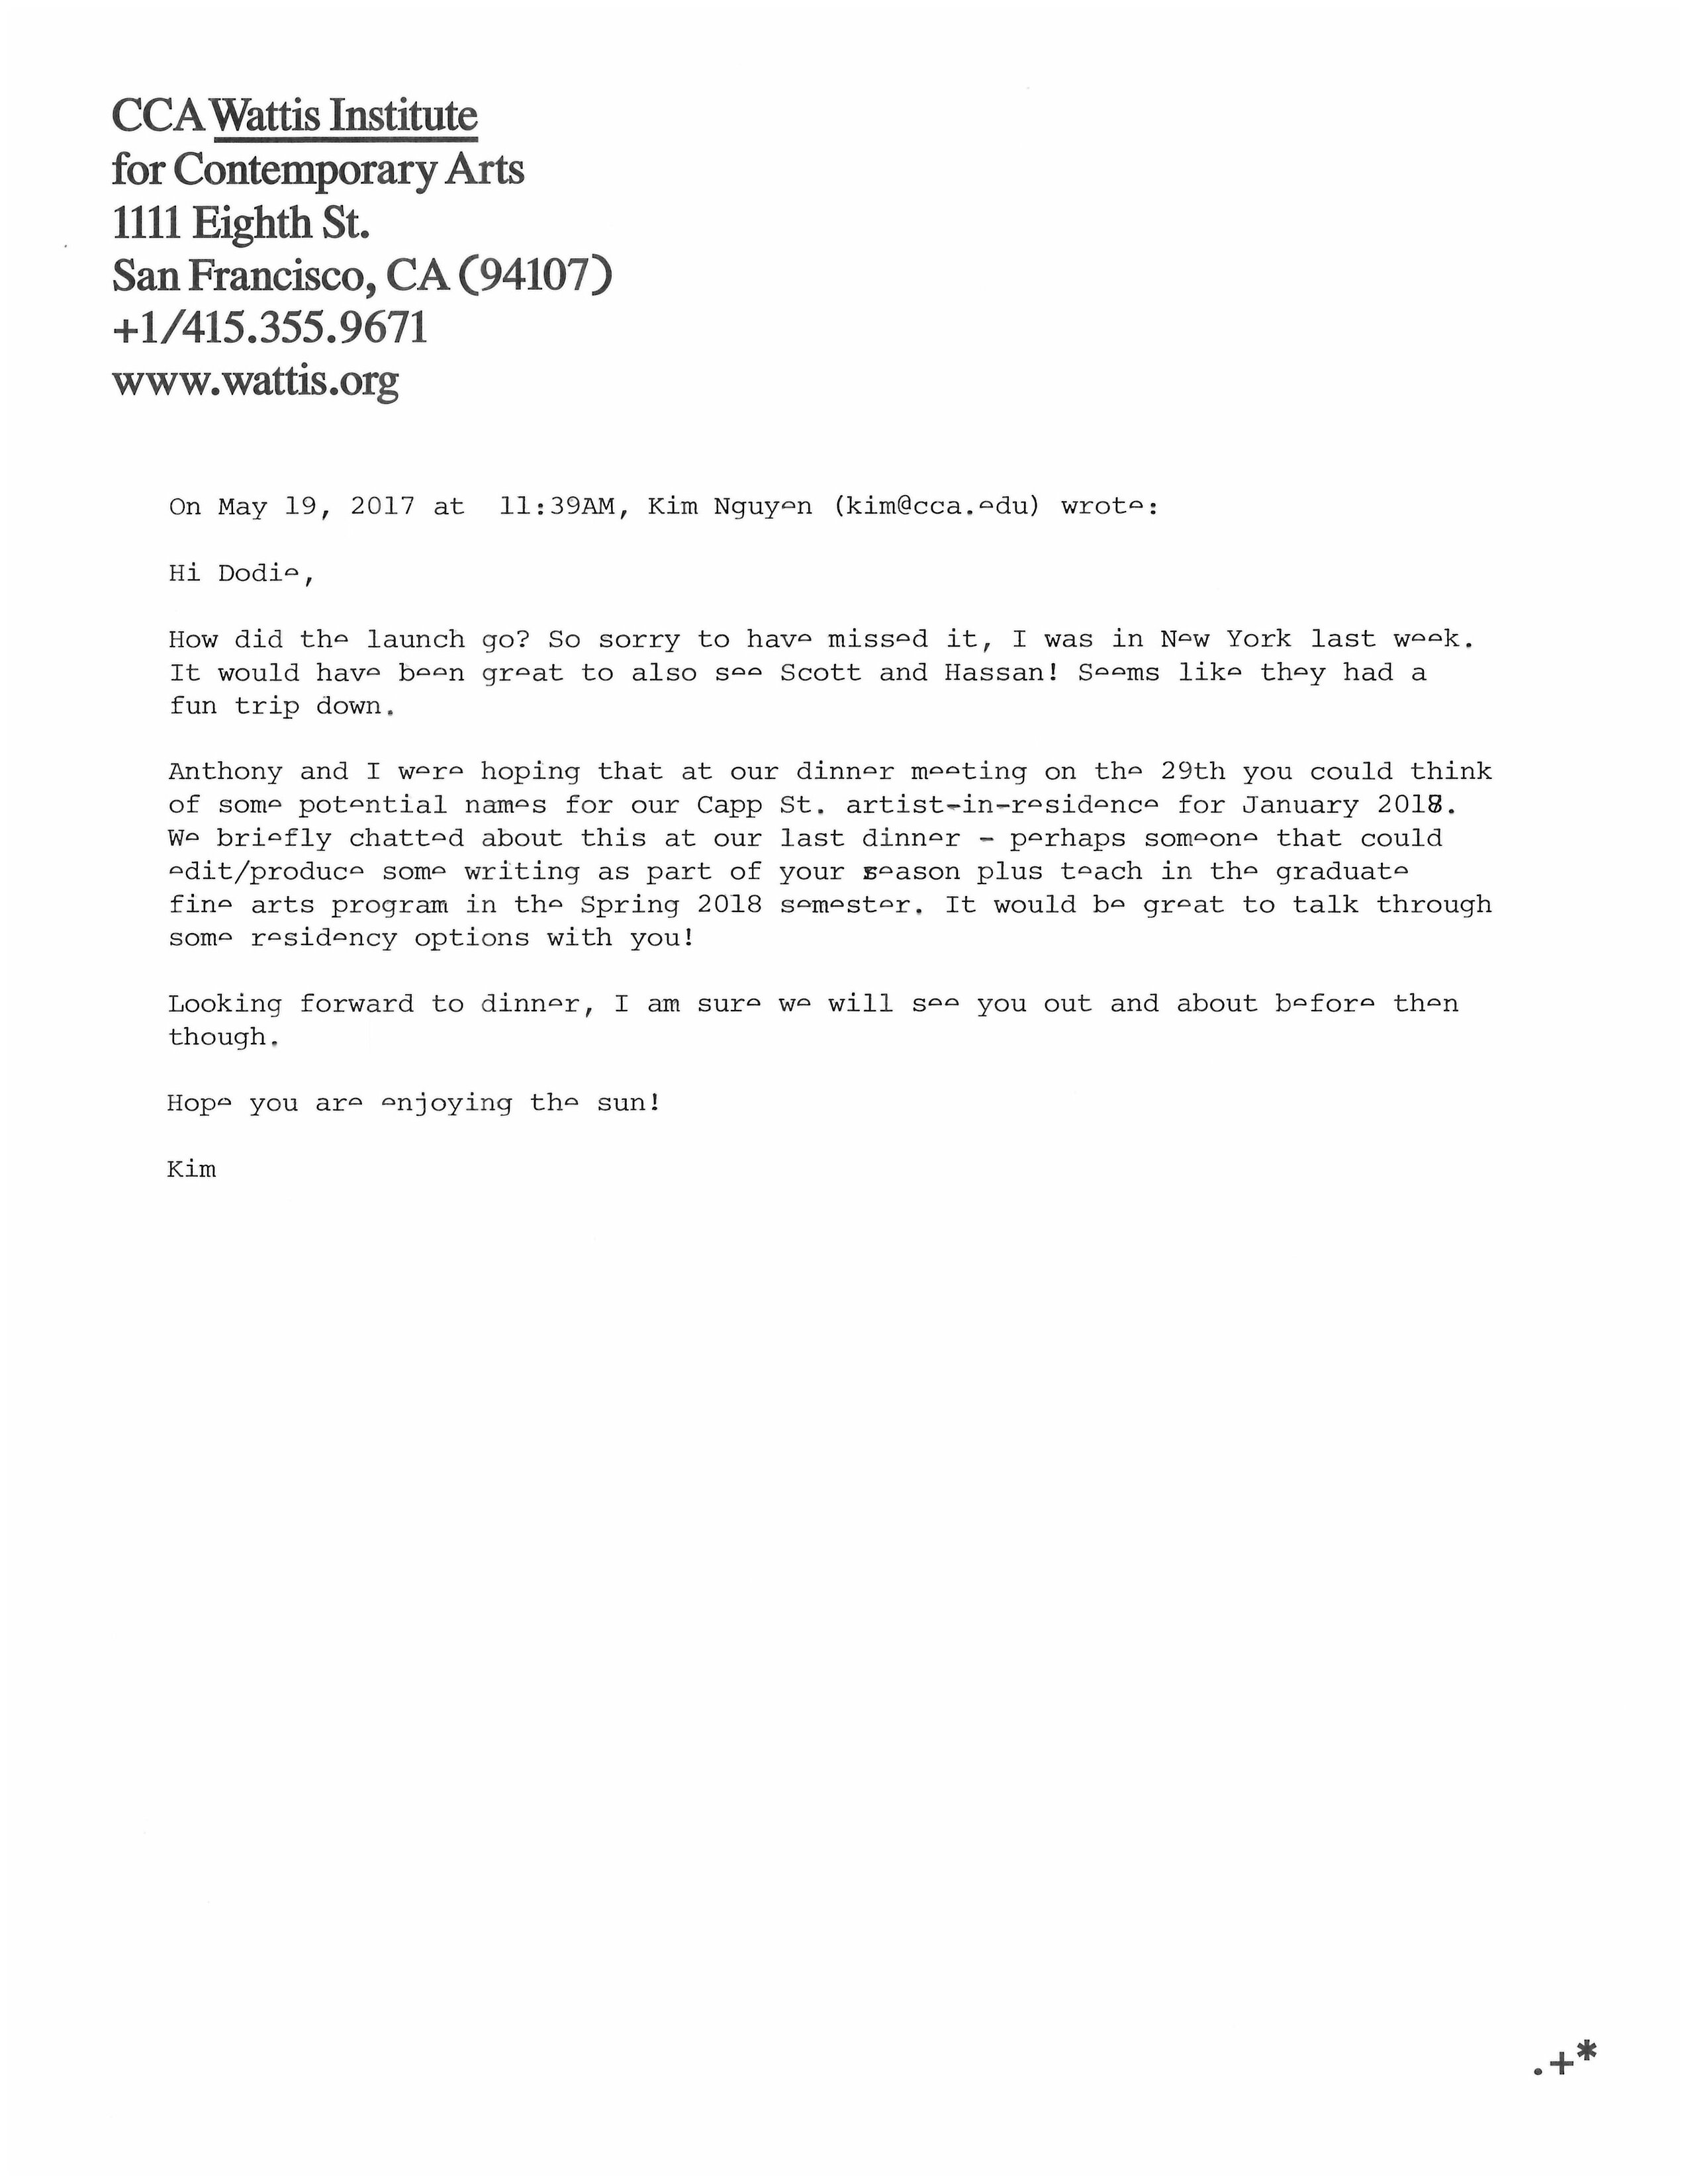 CCA Wattis Institute
for Contemporary Arts
1111 Eighth St.
San Francisco, CA (94107)
+1/415.355.9671
www.wattis.org
On May 19, 2017 at 11:39AM, Kim Nguyen (kim@cca.edu) wrote:
Hi Dodie,
How did the launch go? So sorry to have missed it, I was in New York last week.
It would have been great to also see Scott and Hassan! Seems like they had a
fun trip down.
Anthony and I were hoping that at our dinner meeting on the 29th you could think
of some potential names for our Capp St. artist-in-residence for January 2018.
We briefly chatted about this at our last dinner - perhaps someone that could
edit/produce some writing as part of your season plus teach in the graduate
fine arts program in the Spring 2018 semester. It would be great to talk through
some residency options with you!
Looking forward to dinner, I am sure we will see you out and about before then
though.
Hope you are enjoying the sun!
Kim
.+*